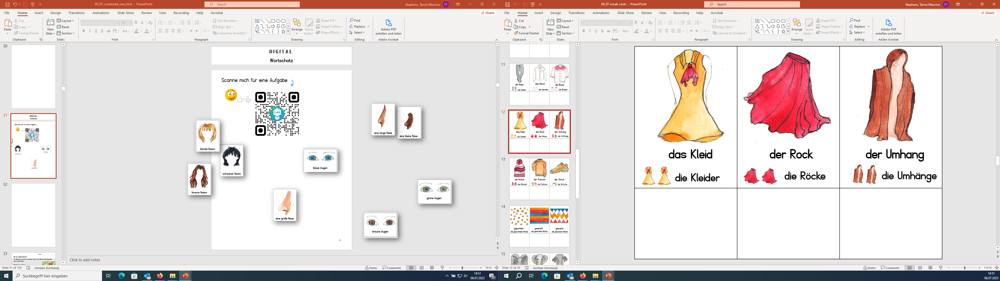 05_07_combined_new_font - PowerPoint
Search
Stephens, Tanne Maurine ST
File Home Insert Design Transitions Animations Slide Show Review View Recording Help Acrobat Share
Paste Cut Copy Format Painter Clipboard
New Slide Layout Reset Section Slides
14 Font
Text Direction Align Text Convert to SmartArt Paragraph
Arrange Quick Styles Shape Fill Shape Outline Shape Effects Drawing
Find Replace Select Editing
Adobe PDF erstellen und teilen Adobe Acrobat
30
31
32
33
DIGITAL
Wortschatz
Scanne mich für eine Aufgabe
Lumi
blonde Haare
schwarze Haare
braune Haare
eine lange Nase
eine kleine Nase
blaue Augen
grüne Augen
eine große Nase
braune Augen
31
Click to add notes
Slide 31 of 155 German (Germany) Notes Comments 76 %
Suchbegriff hier eingeben
14:51
06.07.2023
20
04_07 vocab cards - PowerPoint
Search
Stephens, Tanne Maurine ST
File Home Insert Design Transitions Animations Slide Show Review View Recording Help Acrobat Share
Paste Cut Copy Format Painter Clipboard
New Slide Layout Reset Section Slides
Font
Text Direction Align Text Convert to SmartArt Paragraph
Arrange Quick Styles Shape Fill Shape Outline Shape Effects Drawing
Find Replace Select Editing
Adobe PDF erstellen und teilen Adobe Acrobat
11
die Hose das Hemd die Bluse
die Hosen die Hemden die Blusen
12
das Kleid der Rock der Umhang
die Kleider die Röcke die Umhänge
13
die Mütze der Pullover der Schuh
die Mützen die Pullover die Schuhe
14
gepunktet gestreift gezackt
die gepunktete Mütze die gestreifte Mütze die gezackte Mütze
15
das Kleid der Rock der Umhang
die Kleider die Röcke die Umhänge
Slide 12 of 20 German (Germany) Notes Comments 114 %
14:51
06.07.2023